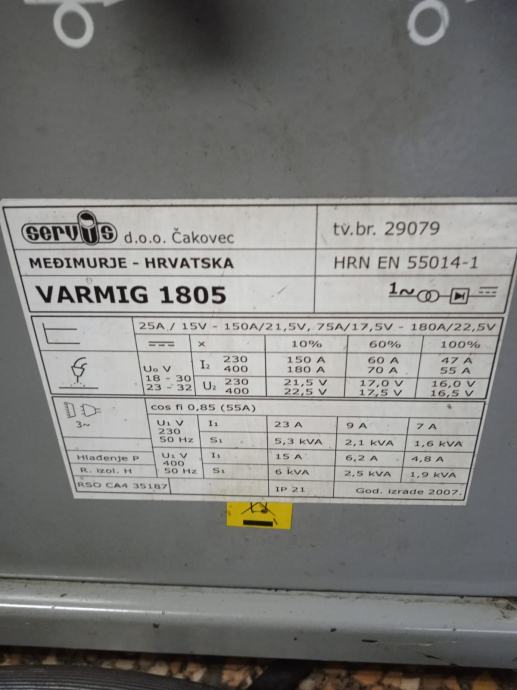 servus d.o.o. Čakovec
tv.br. 29079
MEĐIMURJE - HRVATSKA
HRN EN 55014-1
VARMIG 1805
1~
25A / 15V - 150A/21,5V, 75A/17,5V - 180A/22,5V
X 10% 60% 100%
U₀ V
18 - 30
23 - 32
I₂ 230 150 A 60 A 47 A
400 180 A 70 A 55 A
U₂ 230 21,5 V 17,0 V 16,0 V
400 22,5 V 17,5 V 16,5 V
3~
cos fi 0,85 (55A)
U₁ V
230
50 Hz
I₁ 23 A 9 A 7 A
S₁ 5,3 kVA 2,1 kVA 1,6 kVA
Hlađenje P
R. izol. H
U₁ V
400
50 Hz
I₁ 15 A 6,2 A 4,8 A
S₁ 6 kVA 2,5 kVA 1,9 kVA
RSO CA4 35187
IP 21
God. izrade 2007.